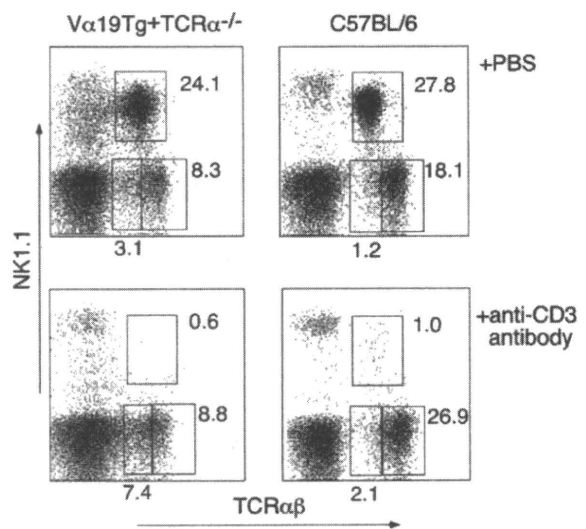 Vα19Tg+TCRα-/-
C57BL/6
+PBS
24.1
8.3
3.1
27.8
18.1
1.2
NK1.1
0.6
8.8
7.4
1.0
26.9
2.1
+anti-CD3
antibody
TCRαβ